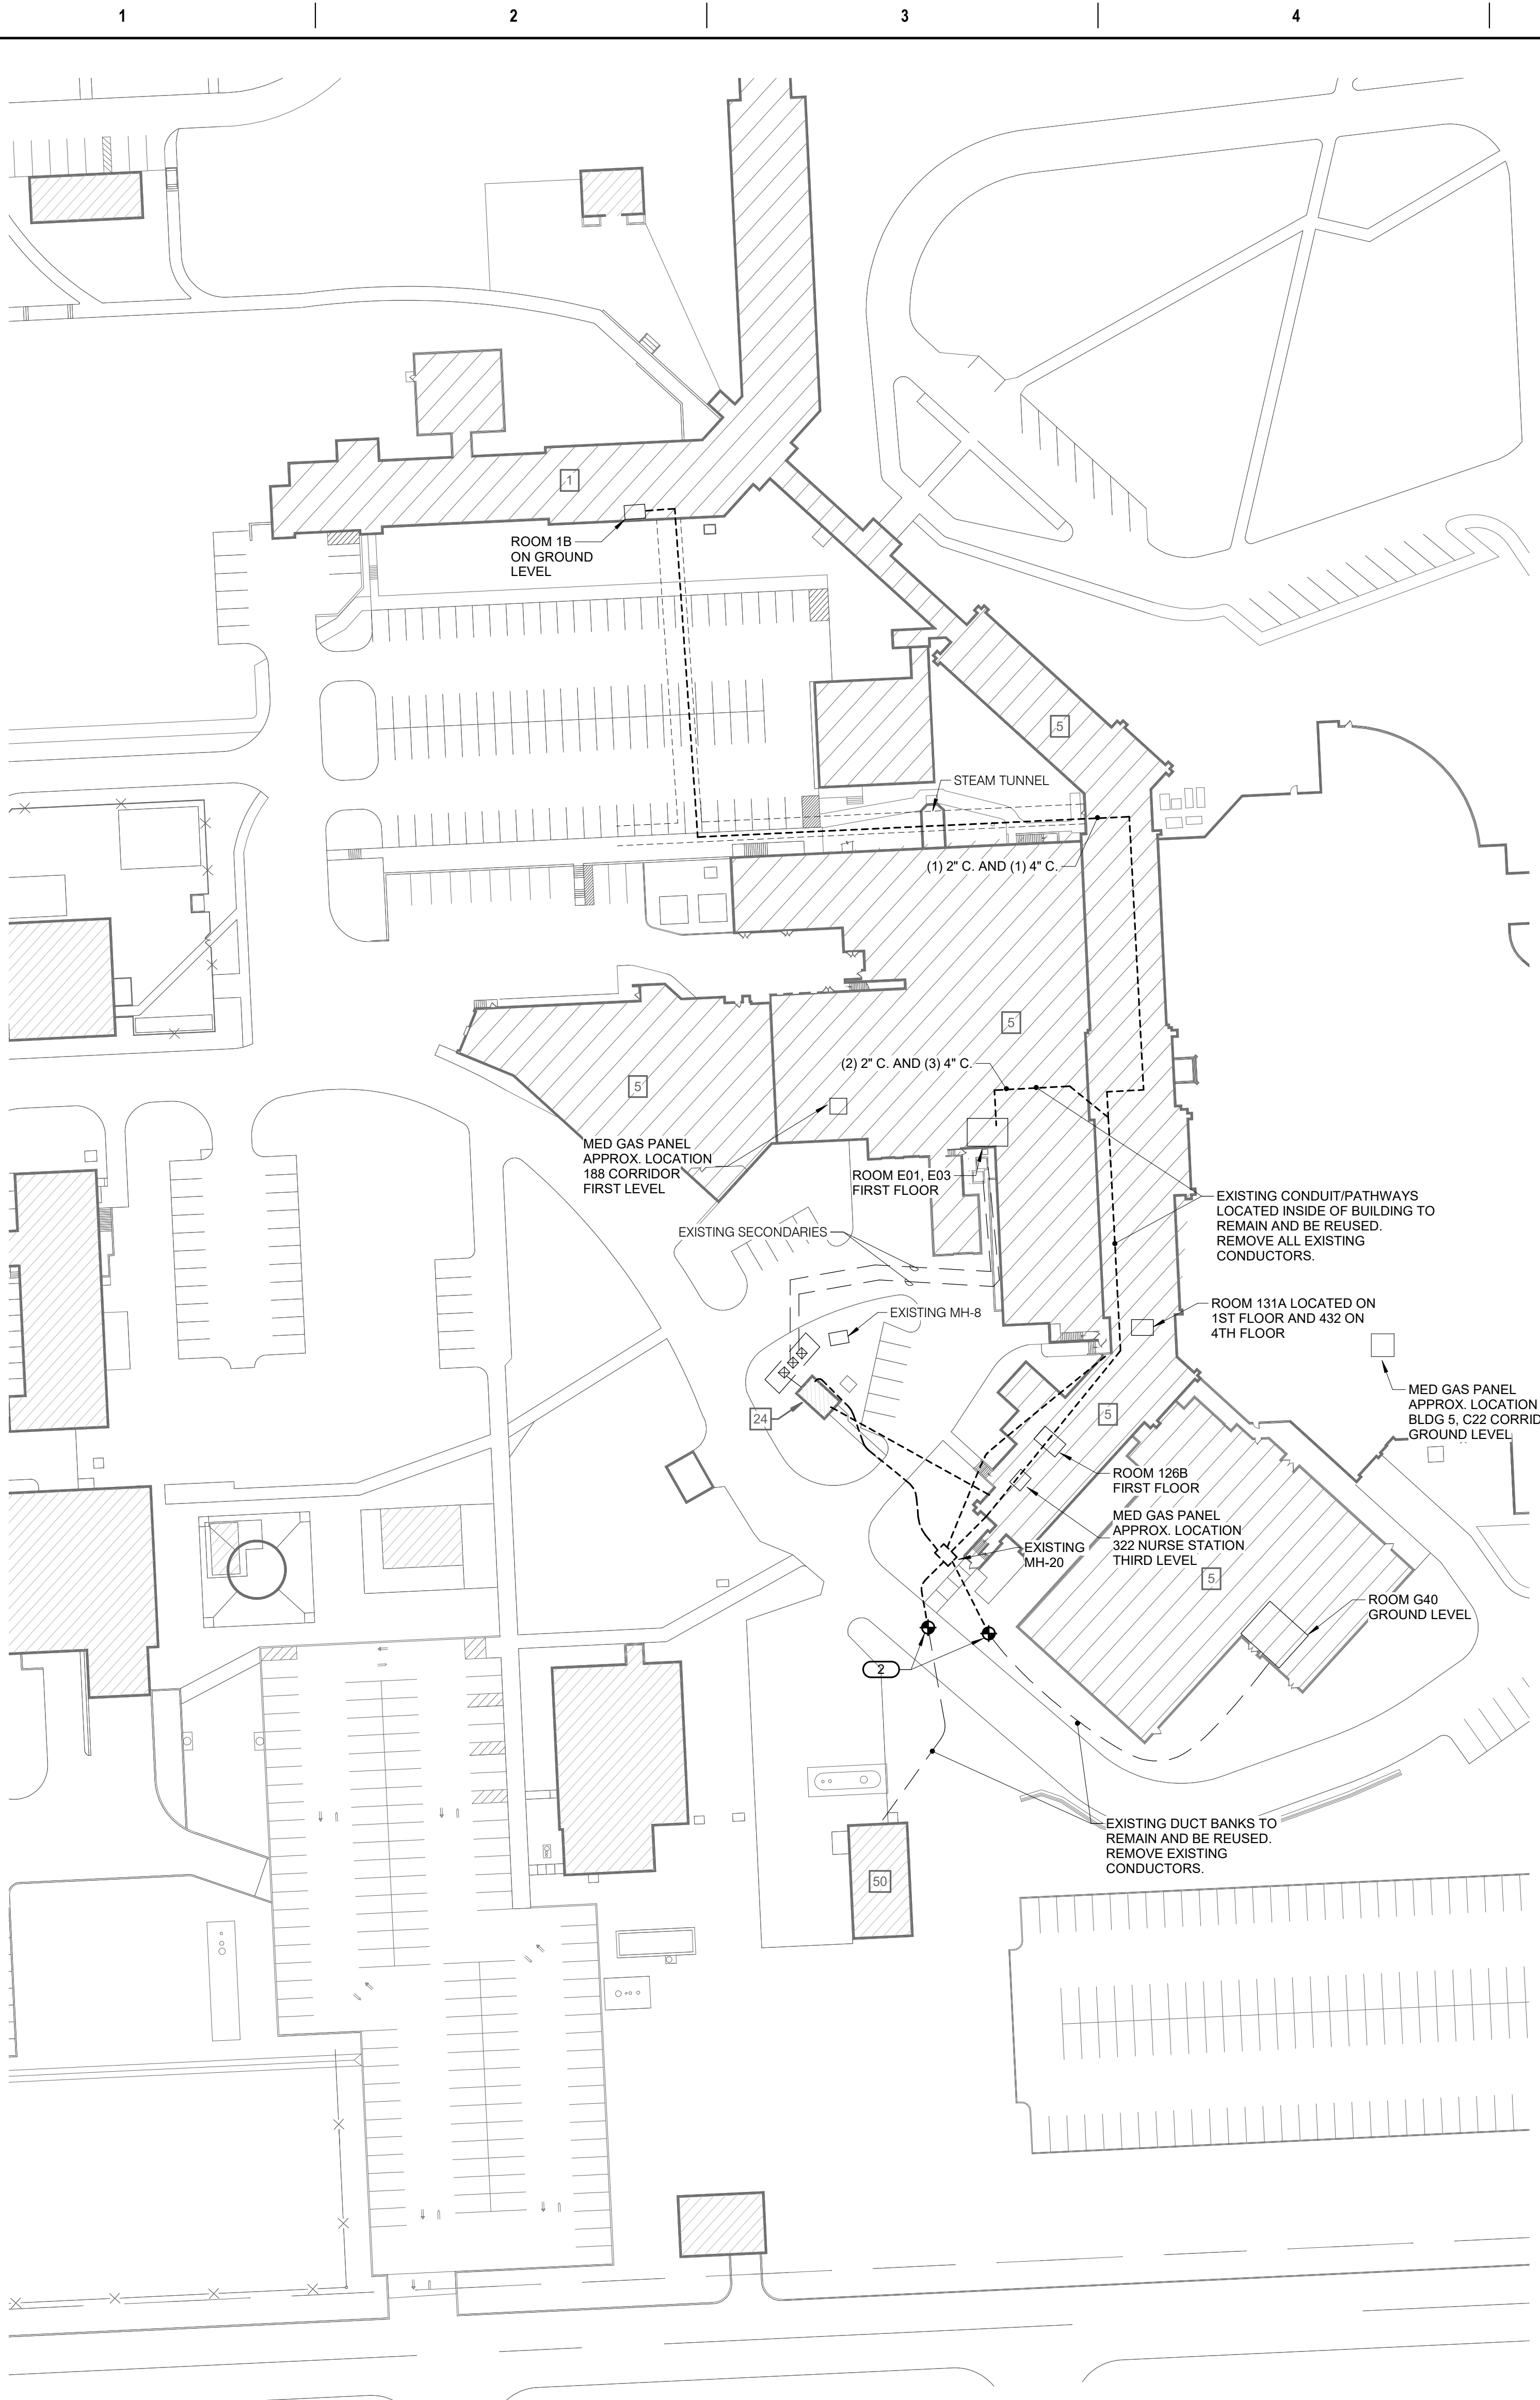 1
2
3
4
1
ROOM 1B
ON GROUND
LEVEL
5
STEAM TUNNEL
(1) 2" C. AND (1) 4" C.
5
(2) 2" C. AND (3) 4" C.
5
MED GAS PANEL
APPROX. LOCATION
188 CORRIDOR
FIRST LEVEL
ROOM E01, E03
FIRST FLOOR
EXISTING CONDUIT/PATHWAYS
LOCATED INSIDE OF BUILDING TO
REMAIN AND BE REUSED.
REMOVE ALL EXISTING
CONDUCTORS.
EXISTING SECONDARIES
EXISTING MH-8
ROOM 131A LOCATED ON
1ST FLOOR AND 432 ON
4TH FLOOR
MED GAS PANEL
APPROX. LOCATION
BLDG 5, C22 CORRID
GROUND LEVEL
24
5
ROOM 126B
FIRST FLOOR
MED GAS PANEL
APPROX. LOCATION
322 NURSE STATION
THIRD LEVEL
EXISTING
MH-20
5
ROOM G40
GROUND LEVEL
2
EXISTING DUCT BANKS TO
REMAIN AND BE REUSED.
REMOVE EXISTING
CONDUCTORS.
50